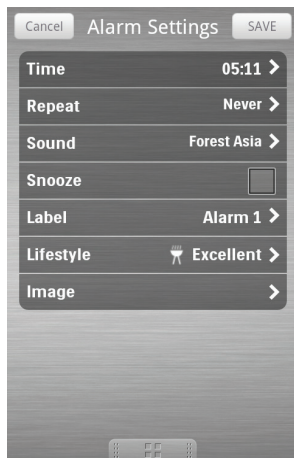 Cancel Alarm Settings SAVE
Time 05:11
Repeat Never
Sound Forest Asia
Snooze
Label Alarm 1
Lifestyle Excellent
Image